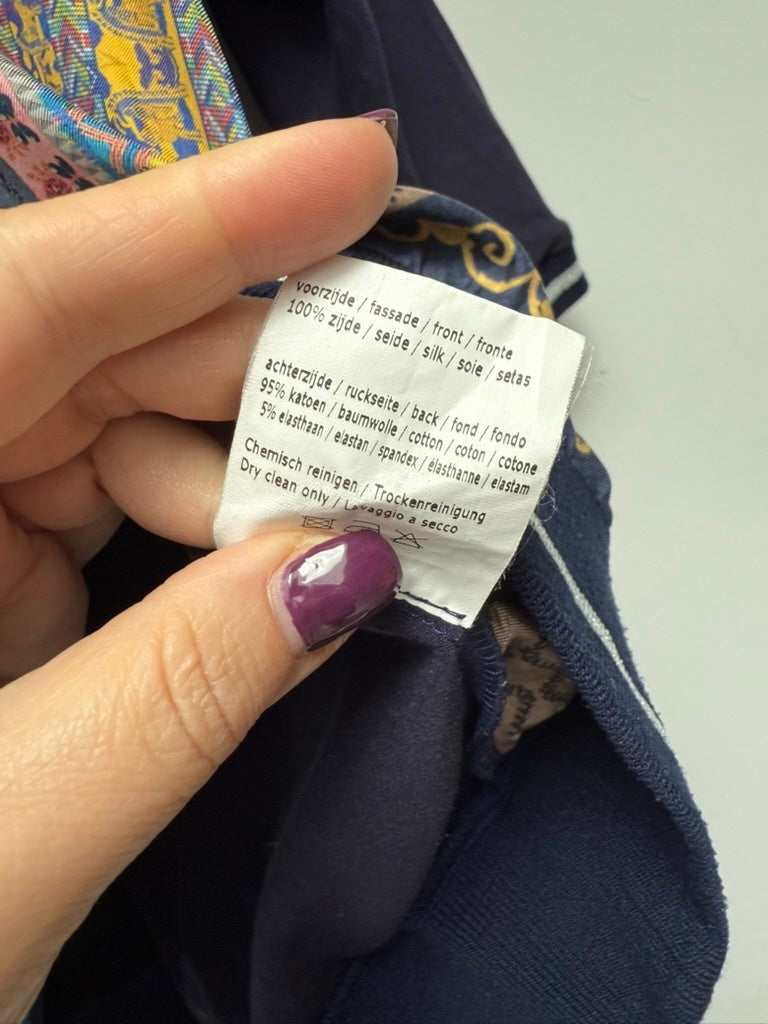 voorzijde / fassade / front / fronte
100% zijde / seide / silk / soie / setas
achterzijde / ruckseite / back / fond / fondo
95% katoen / baumwolle / cotton / coton / cotone
5% elasthaan / elastan / spandex / élasthanne / elastam
Chemisch reinigen / Trockenreinigung
Dry clean only / Lavaggio a secco